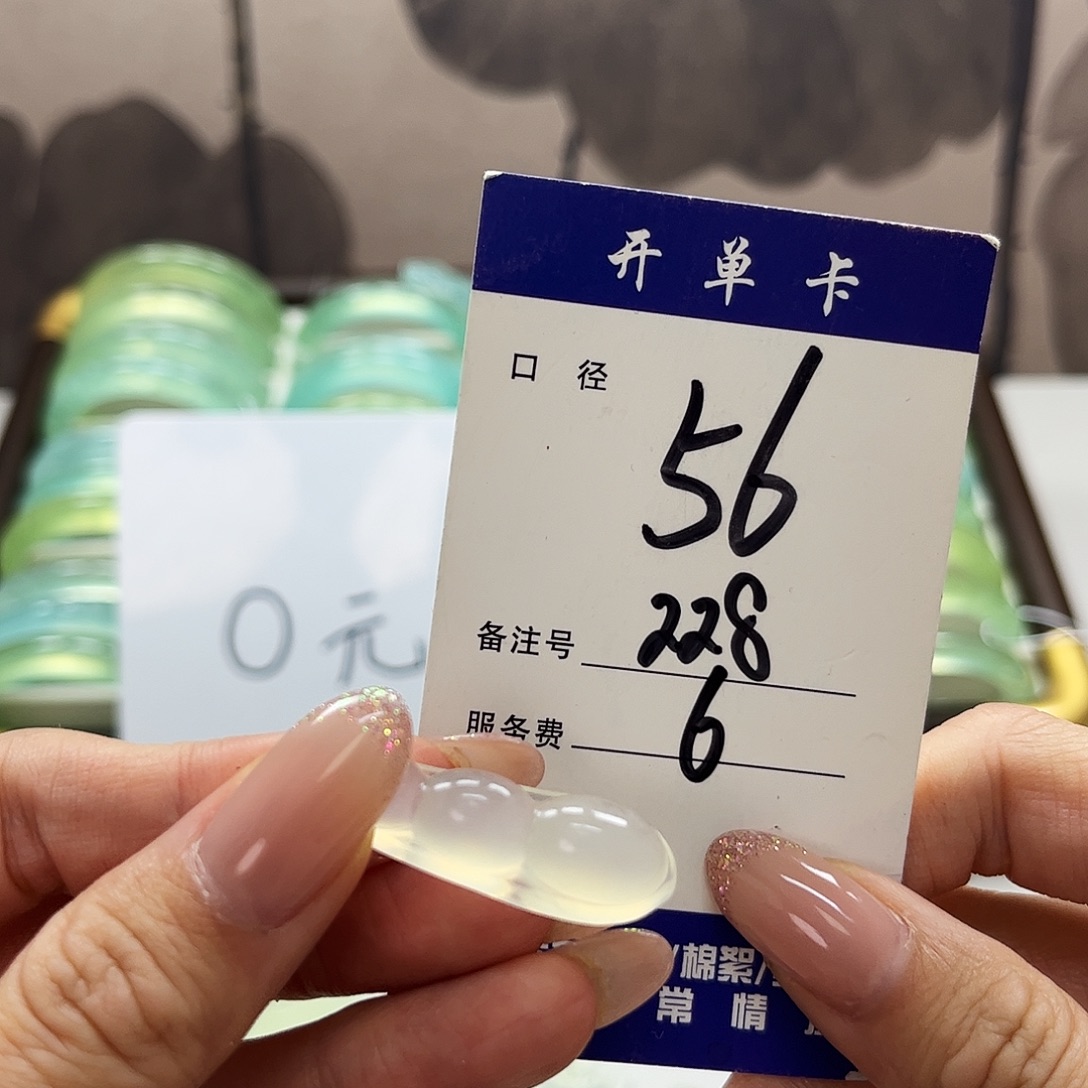 开单卡
口径 56
备注号 228
服务费 6
0元
/棉絮/
常情